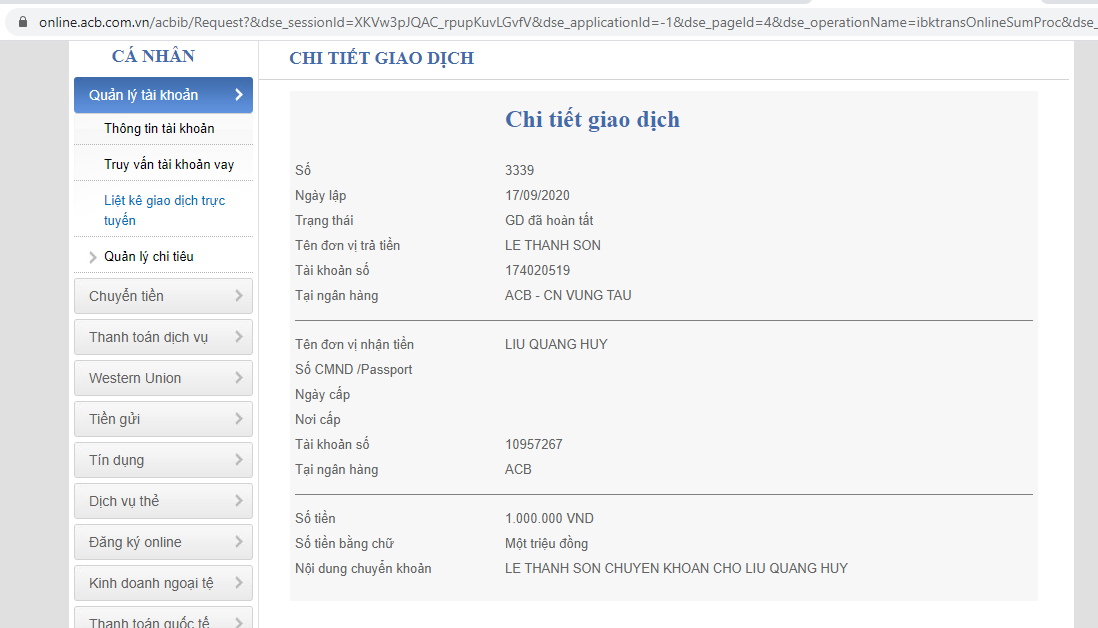 online.acb.com.vn/acbib/Request?&dse_sessionId=XKVw3pJQAC_rpupKuvLGvfV&dse_applicationId=-1&dse_pageId=4&dse_operationName=ibktransOnlineSumProc&dse_
CÁ NHÂN
Quản lý tài khoản
Thông tin tài khoản
Truy vấn tài khoản vay
Liệt kê giao dịch trực
tuyến
Quản lý chi tiêu
Chuyển tiền
Thanh toán dịch vụ
Western Union
Tiền gửi
Tín dụng
Dịch vụ thẻ
Đăng ký online
Kinh doanh ngoại tệ
Thanh toán quốc tế
CHI TIẾT GIAO DỊCH
Chi tiết giao dịch
Số 3339
Ngày lập 17/09/2020
Trạng thái GD đã hoàn tất
Tên đơn vị trả tiền LE THANH SON
Tài khoản số 174020519
Tại ngân hàng ACB - CN VUNG TAU
Tên đơn vị nhận tiền LIU QUANG HUY
Số CMND /Passport
Ngày cấp
Nơi cấp
Tài khoản số 10957267
Tại ngân hàng ACB
Số tiền 1.000.000 VND
Số tiền bằng chữ Một triệu đồng
Nội dung chuyển khoản LE THANH SON CHUYEN KHOAN CHO LIU QUANG HUY